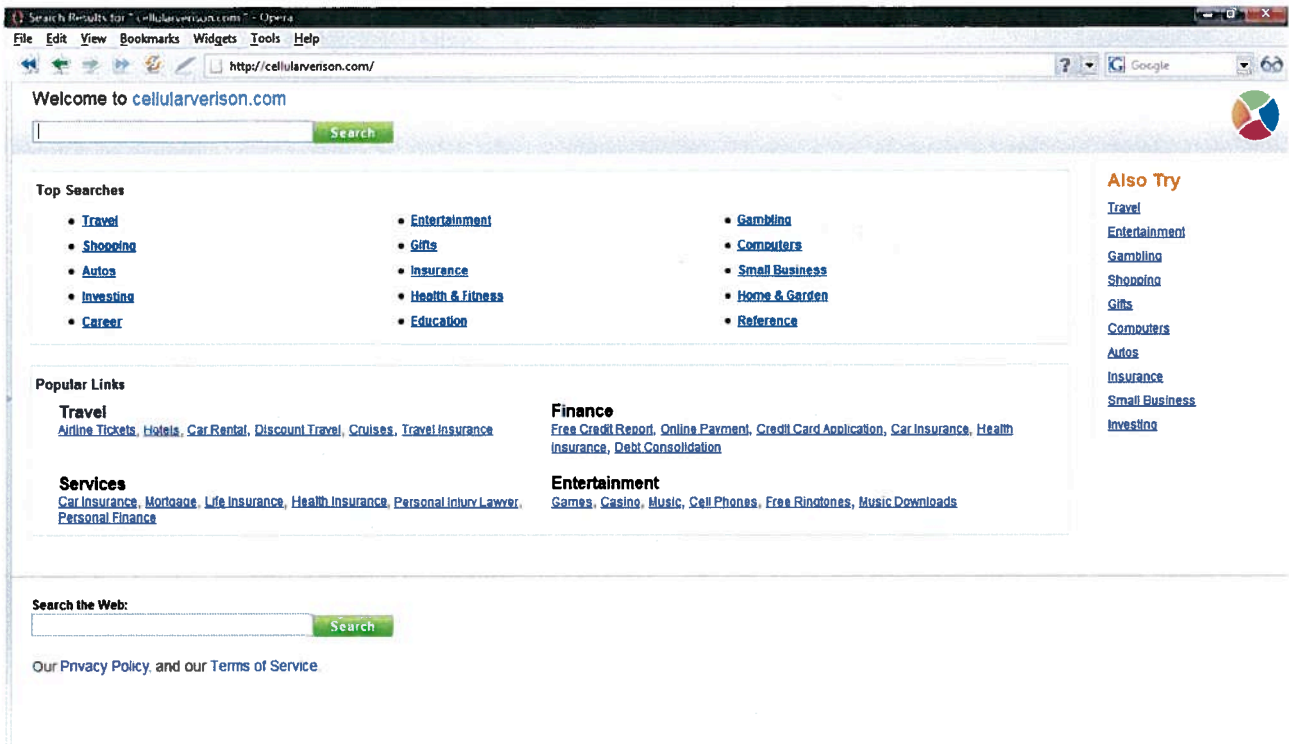 Search Results for "cellularverison.com" - Opera
File Edit View Bookmarks Widgets Tools Help
http://cellularverison.com/
? G Google
Welcome to cellularverison.com
Search
Top Searches
Travel
Shopping
Autos
Investing
Career
Entertainment
Gifts
Insurance
Health & Fitness
Education
Gambling
Computers
Small Business
Home & Garden
Reference
Also Try
Travel
Entertainment
Gambling
Shopping
Gifts
Computers
Autos
Insurance
Small Business
Investing
Popular Links
Travel
Airline Tickets, Hotels, Car Rental, Discount Travel, Cruises, Travel Insurance
Finance
Free Credit Report, Online Payment, Credit Card Application, Car Insurance, Health
Insurance, Debt Consolidation
Services
Car Insurance, Mortgage, Life Insurance, Health Insurance, Personal Injury Lawyer,
Personal Finance
Entertainment
Games, Casino, Music, Cell Phones, Free Ringtones, Music Downloads
Search the Web:
Search
Our Privacy Policy, and our Terms of Service